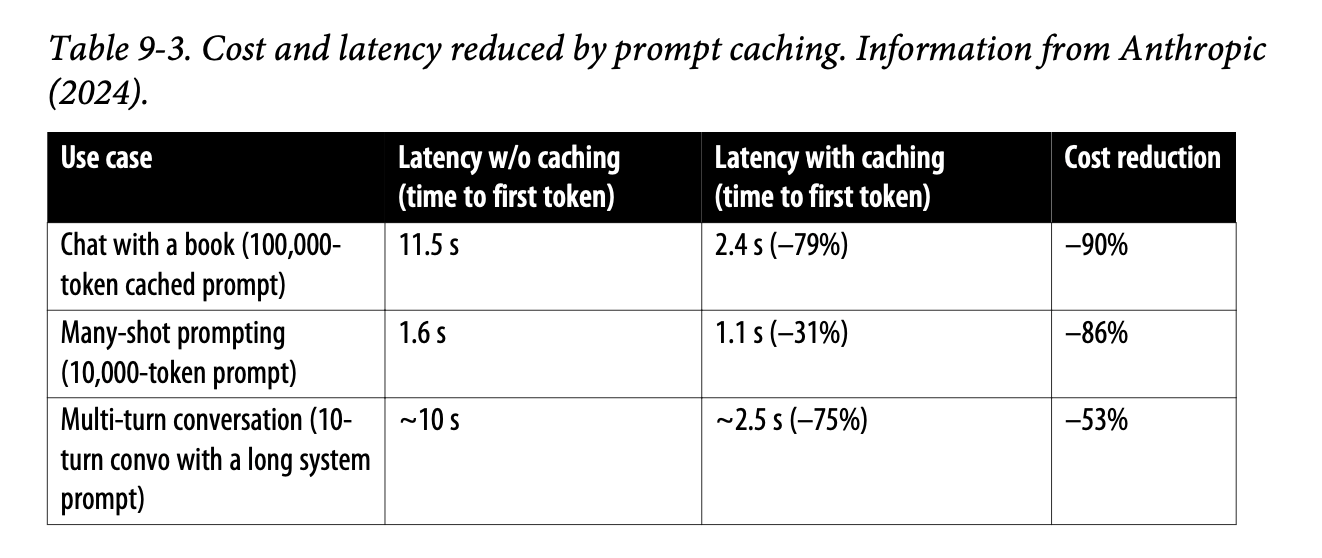 Table 9-3. Cost and latency reduced by prompt caching. Information from Anthropic
(2024).
Use case
Latency w/o caching
(time to first token)
Latency with caching
(time to first token)
Cost reduction
Chat with a book (100,000-
token cached prompt)
11.5 s
2.4 s (–79%)
–90%
Many-shot prompting
(10,000-token prompt)
1.6 s
1.1 s (–31%)
–86%
Multi-turn conversation (10-
turn convo with a long system
prompt)
~10 s
~2.5 s (–75%)
–53%